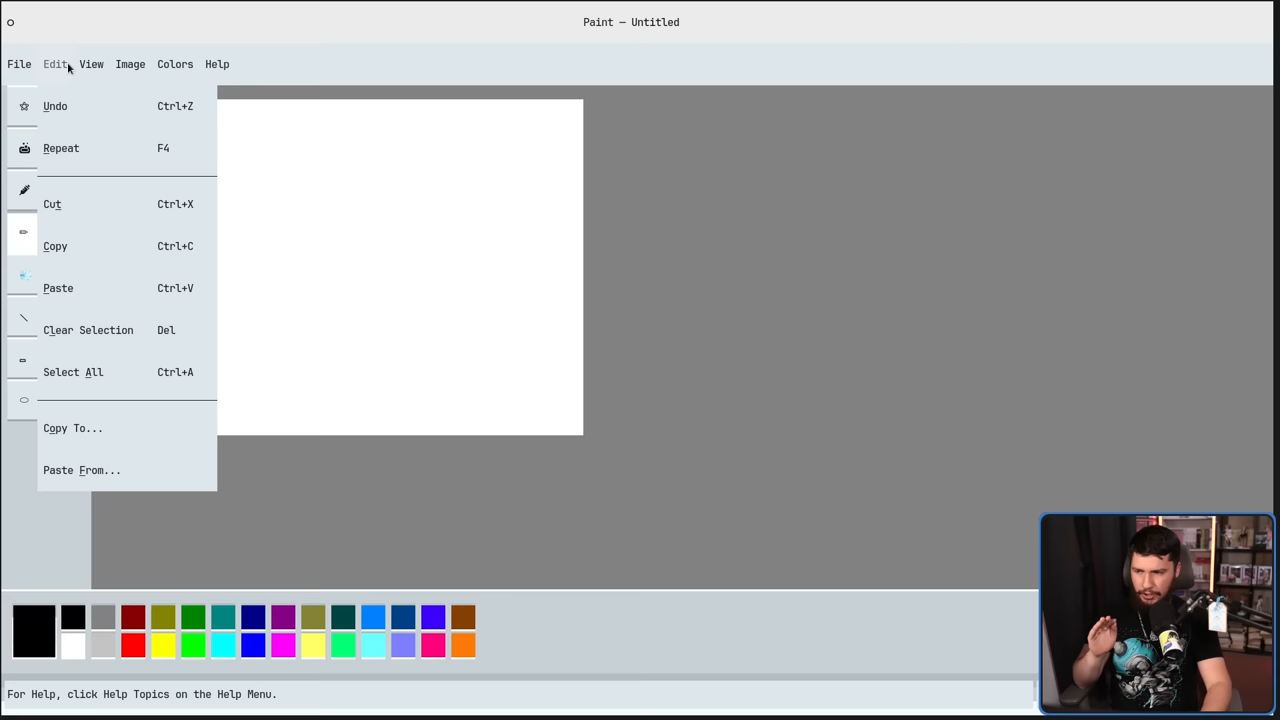 Paint — Untitled
File Edit View Image Colors Help
Undo Ctrl+Z
Repeat F4
Cut Ctrl+X
Copy Ctrl+C
Paste Ctrl+V
Clear Selection Del
Select All Ctrl+A
Copy To...
Paste From...
For Help, click Help Topics on the Help Menu.